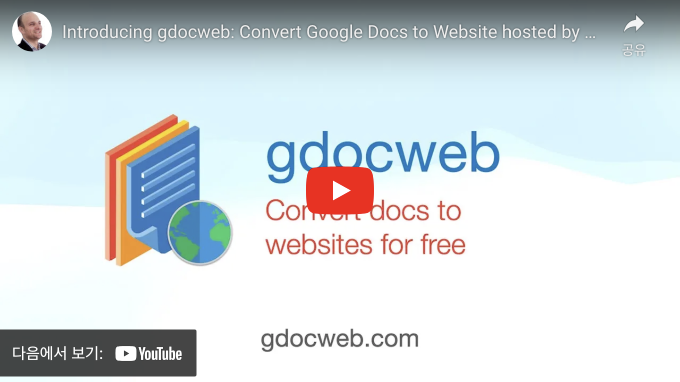 Introducing gdocweb: Convert Google Docs to Website hosted by ...
공유
gdocweb
Convert docs to
websites for free
gdocweb.com
다음에서 보기: YouTube